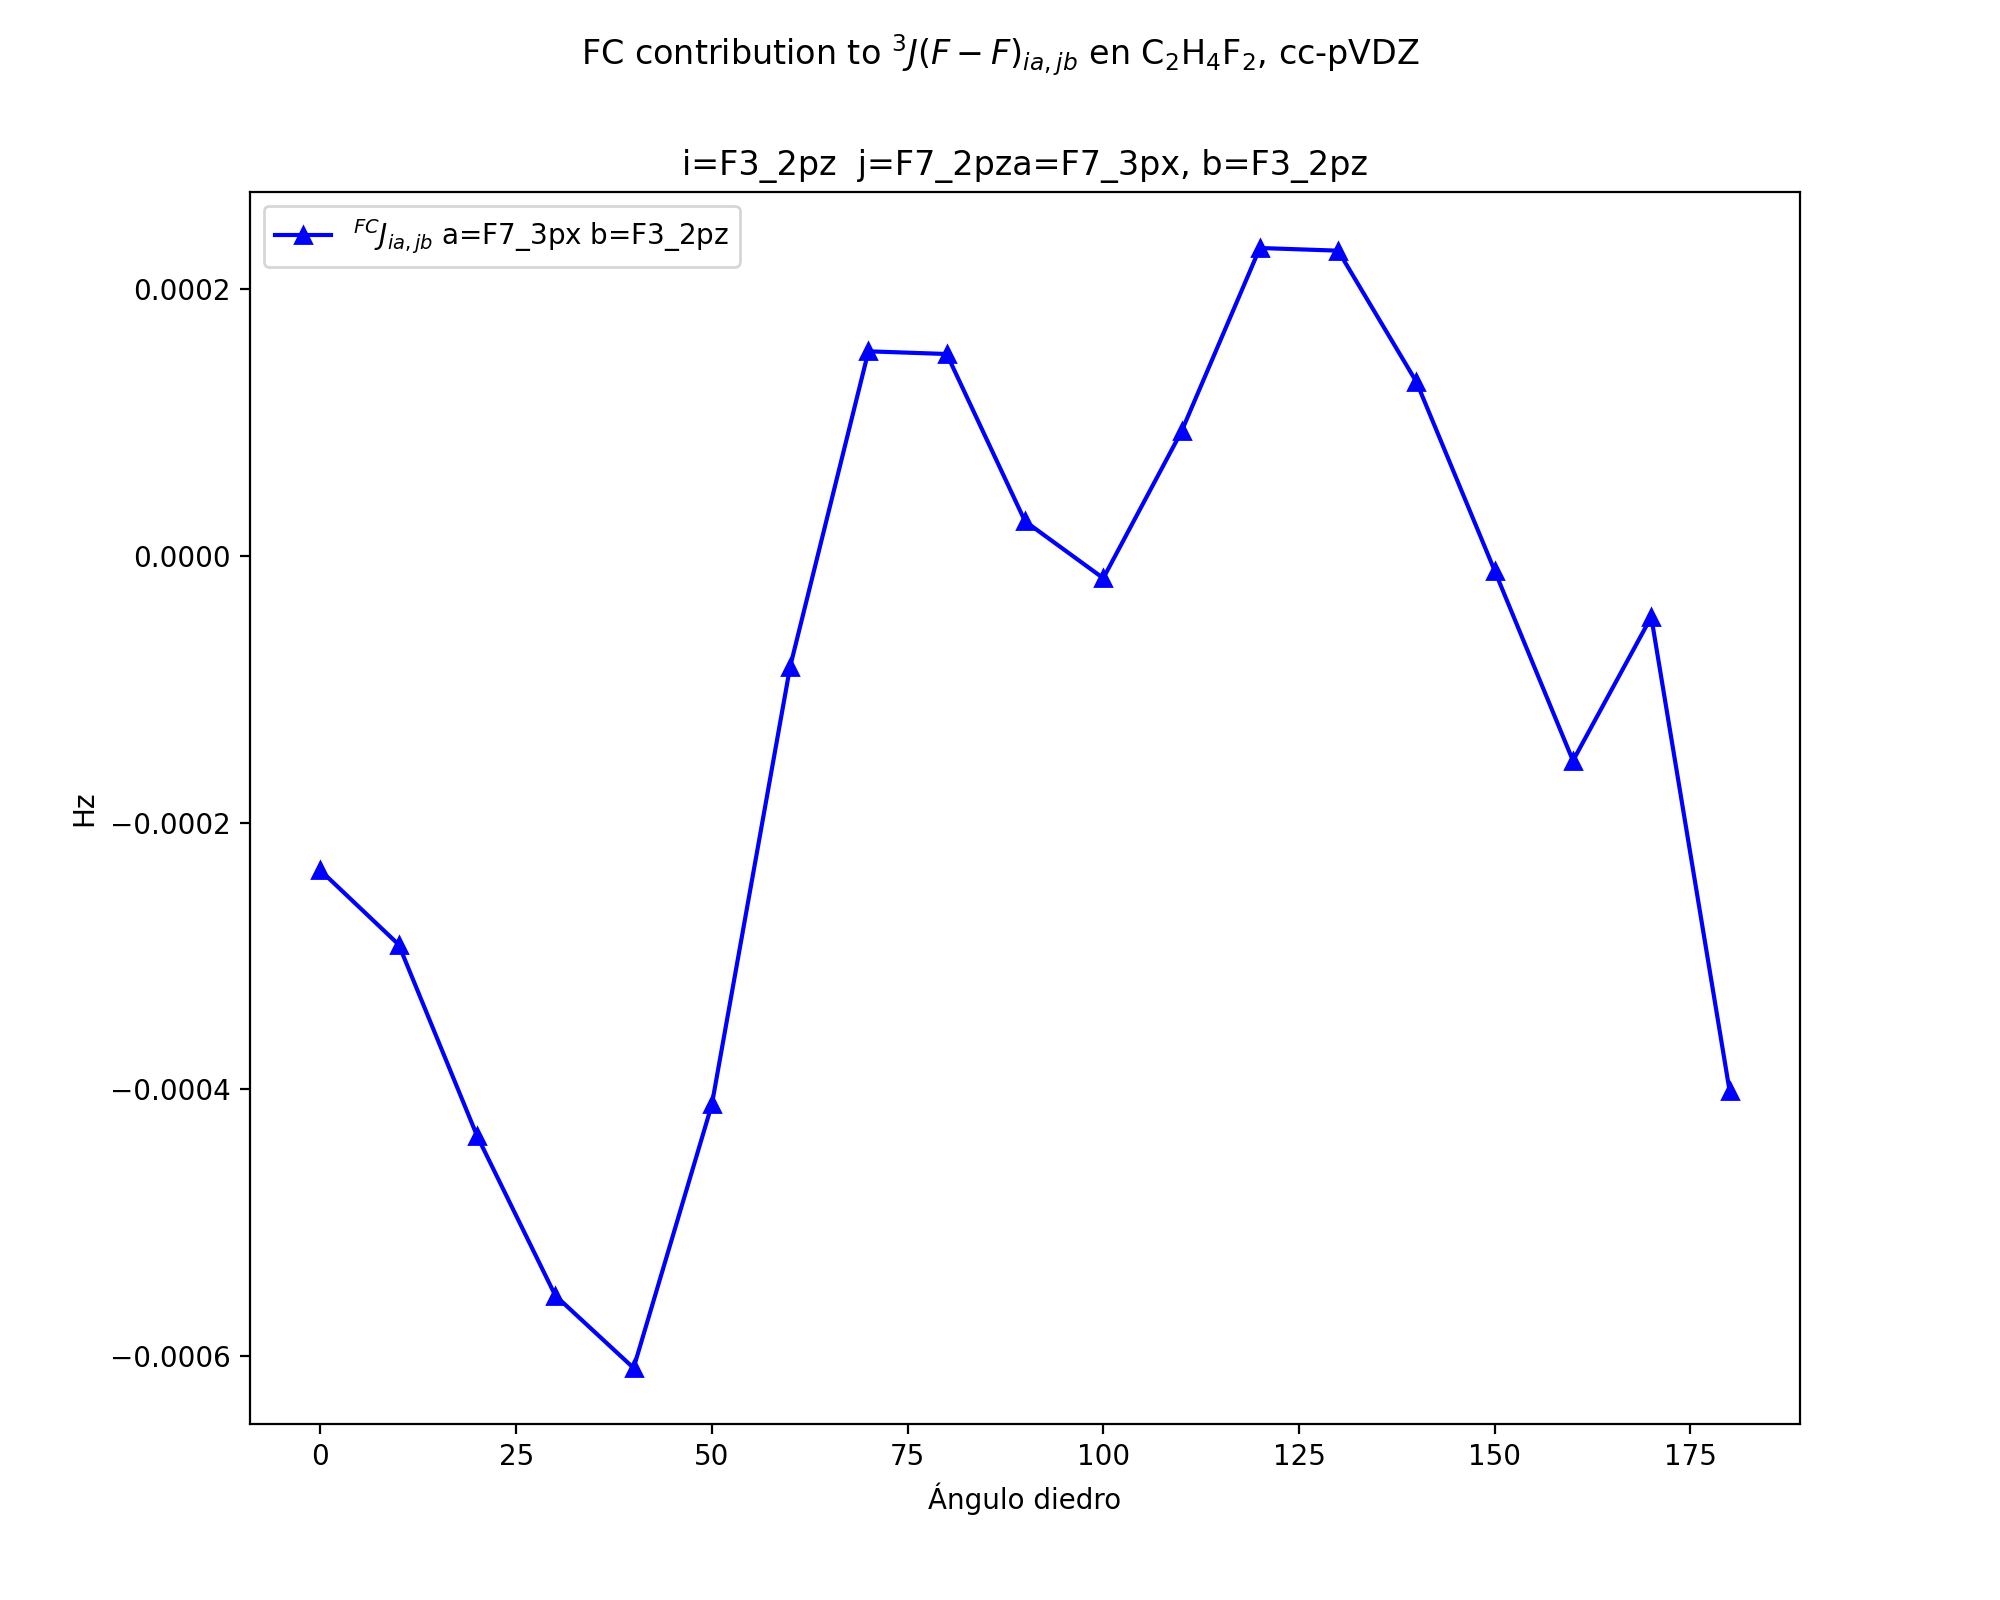 FC contribution to ³J(F − F)ᵢₐ,ⱼb en C₂H₄F₂, cc-pVDZ
i=F3_2pz  j=F7_2pza=F7_3px, b=F3_2pz
FCJia,jb a=F7_3px b=F3_2pz
0.0002
0.0000
−0.0002
−0.0004
−0.0006
Hz
0 25 50 75 100 125 150 175
Ángulo diedro